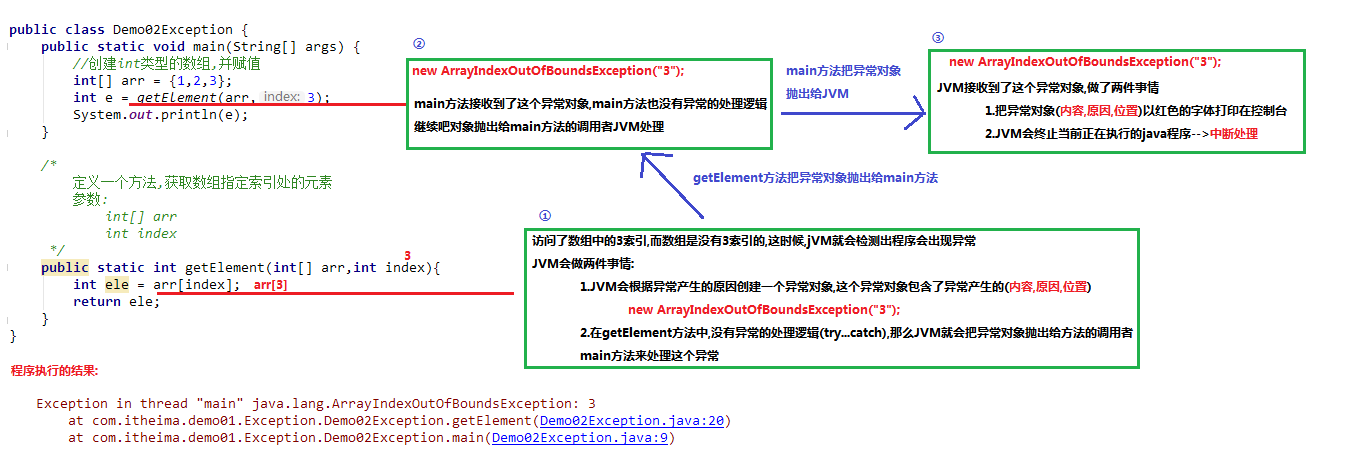 public class Demo02Exception {
public static void main(String[] args) {
//创建int类型的数组,并赋值
int[] arr = {1,2,3};
int e = getElement(arr, index: 3);
System.out.println(e);
}
/*
定义一个方法,获取数组指定索引处的元素
参数:
int[] arr
int index
*/
3
public static int getElement(int[] arr,int index){
int ele = arr[index]; arr[3]
return ele;
}
}
②
new ArrayIndexOutOfBoundsException("3");
main方法接收到了这个异常对象,main方法也没有异常的处理逻辑
继续吧对象抛出给main方法的调用者JVM处理
main方法把异常对象
抛出给JVM
③
new ArrayIndexOutOfBoundsException("3");
JVM接收到了这个异常对象,做了两件事情
1.把异常对象(内容,原因,位置)以红色的字体打印在控制台
2.JVM会终止当前正在执行的java程序-->中断处理
getElement方法把异常对象抛出给main方法
①
访问了数组中的3索引,而数组是没有3索引的,这时候,jVM就会检测出程序会出现异常
JVM会做两件事情:
1.JVM会根据异常产生的原因创建一个异常对象,这个异常对象包含了异常产生的(内容,原因,位置)
new ArrayIndexOutOfBoundsException("3");
2.在getElement方法中,没有异常的处理逻辑(try...catch),那么JVM就会把异常对象抛出给方法的调用者
main方法来处理这个异常
程序执行的结果:
Exception in thread "main" java.lang.ArrayIndexOutOfBoundsException: 3
at com.itheima.demo01.Exception.Demo02Exception.getElement(Demo02Exception.java:20)
at com.itheima.demo01.Exception.Demo02Exception.main(Demo02Exception.java:9)